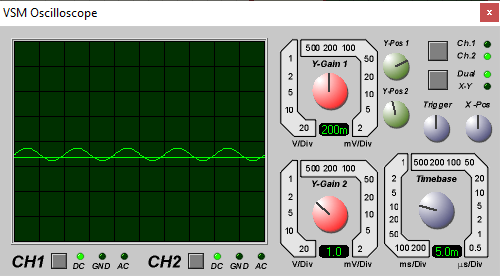 VSM Oscilloscope x
500 200 100
1 50
2 20
5 10
10 5
20 2
Y-Gain 1
200m
V/Div mV/Div
Y-Pos 1
Y-Pos 2
Ch.1
Ch.2
Dual
X-Y
Trigger X -Pos
500 200 100
1 50
2 20
5 10
10 5
20 2
Y-Gain 2
1.0
V/Div mV/Div
1 500 200 100 50
2 20
5 10
10 5
20 2
50 1
100 200 0.5
Timebase
5.0m
ms/Div µs/Div
CH1 DC GND AC CH2 DC GND AC